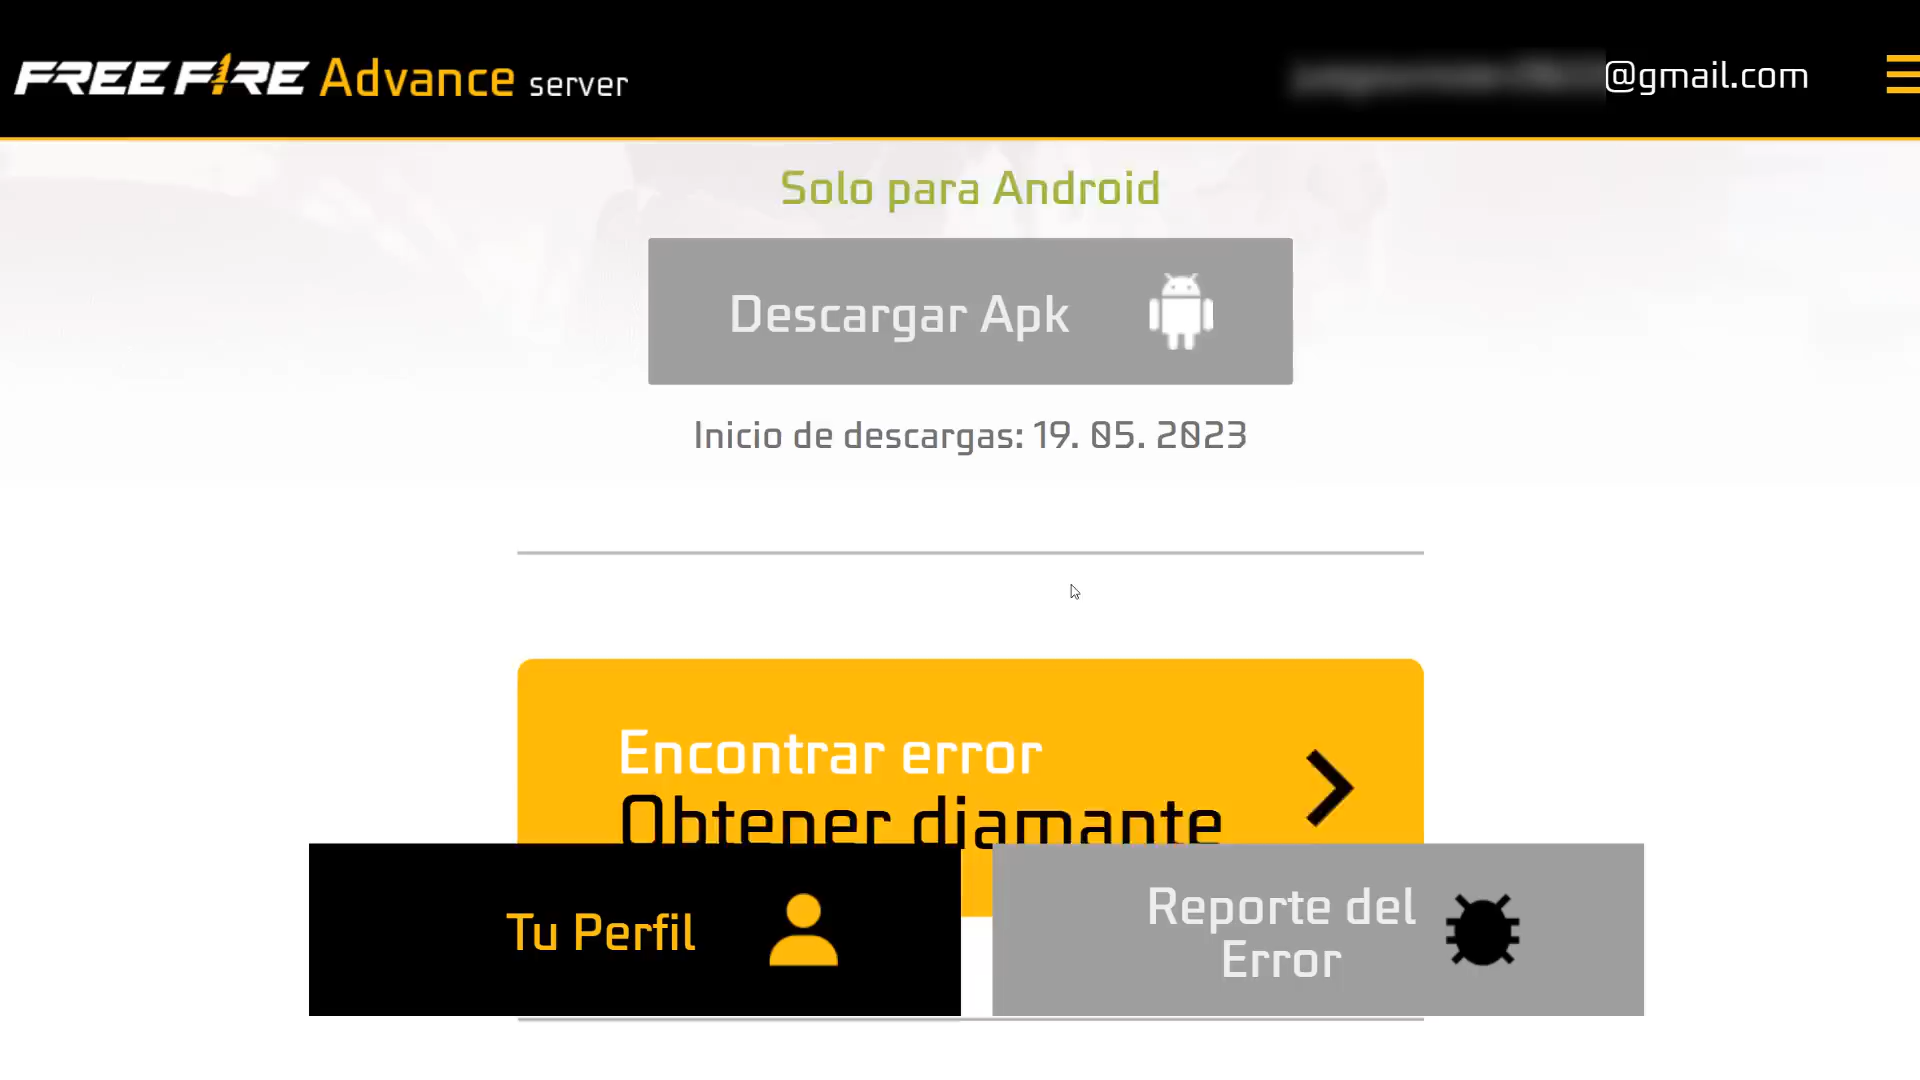 FREE FIRE Advance server
@gmail.com
Solo para Android
Descargar Apk
Inicio de descargas: 19. 05. 2023
Encontrar error
Obtener diamante
Tu Perfil
Reporte del
Error